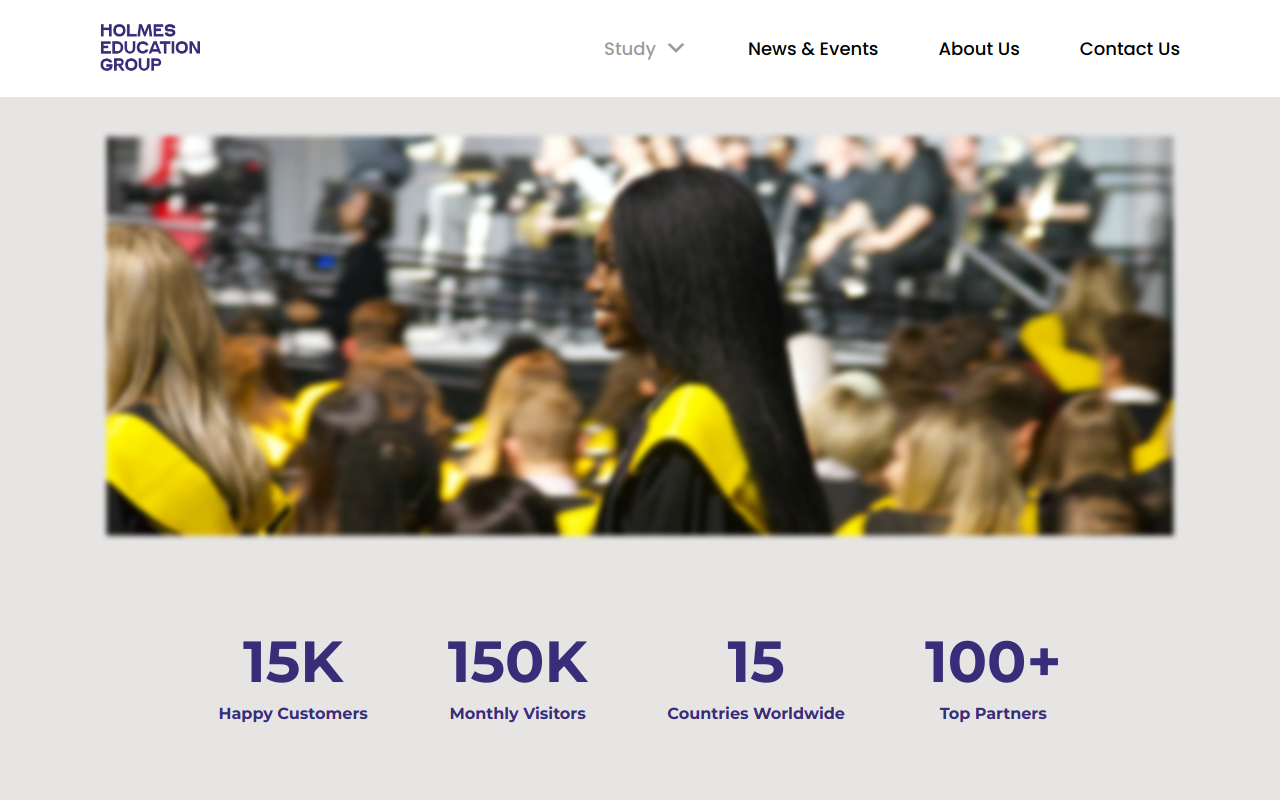 HOLMES
EDUCATION
GROUP
Study
News & Events
About Us
Contact Us
15K
Happy Customers
150K
Monthly Visitors
15
Countries Worldwide
100+
Top Partners